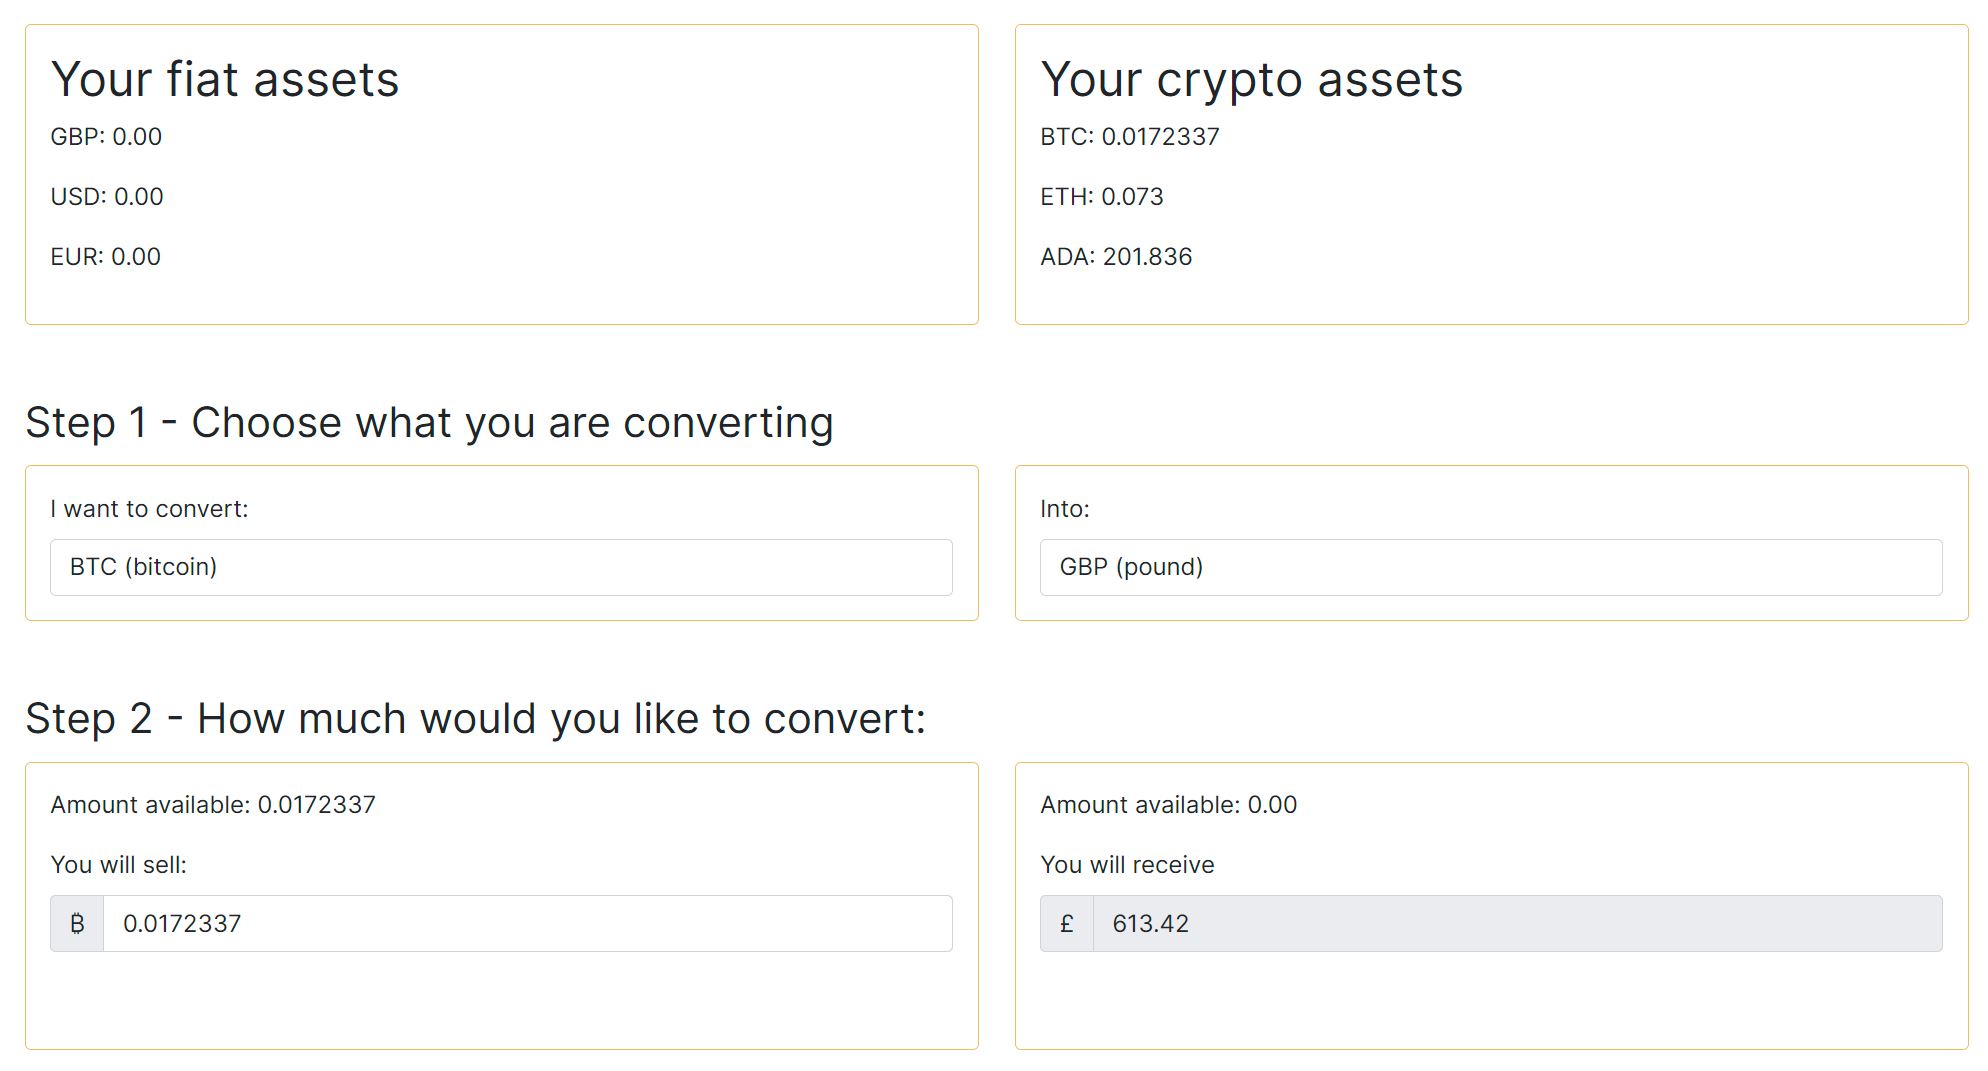 Your fiat assets
GBP: 0.00
USD: 0.00
EUR: 0.00
Your crypto assets
BTC: 0.0172337
ETH: 0.073
ADA: 201.836
Step 1 - Choose what you are converting
I want to convert:
BTC (bitcoin)
Into:
GBP (pound)
Step 2 - How much would you like to convert:
Amount available: 0.0172337
You will sell:
₿ 0.0172337
Amount available: 0.00
You will receive
£ 613.42